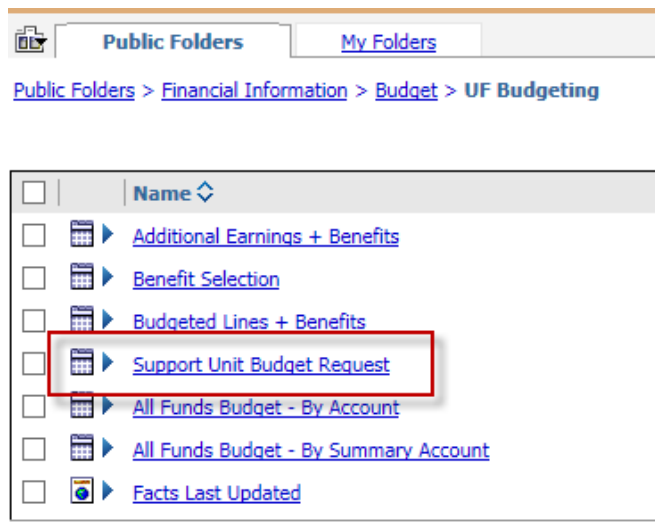 Public Folders My Folders
Public Folders > Financial Information > Budget > UF Budgeting
Name
Additional Earnings + Benefits
Benefit Selection
Budgeted Lines + Benefits
Support Unit Budget Request
All Funds Budget - By Account
All Funds Budget - By Summary Account
Facts Last Updated